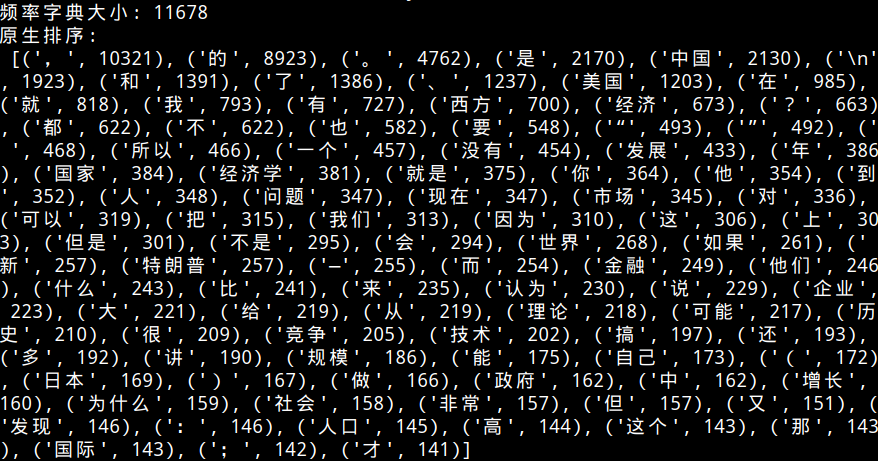 频率字典大小: 11678
原生排序:
[(',', 10321), ('的', 8923), ('。', 4762), ('是', 2170), ('中国', 2130), ('\n'
, 1923), ('和', 1391), ('了', 1386), ('、', 1237), ('美国', 1203), ('在', 985),
('就', 818), ('我', 793), ('有', 727), ('西方', 700), ('经济', 673), ('?', 663)
, ('都', 622), ('不', 622), ('也', 582), ('要', 548), ('“', 493), ('”', 492), ('
', 468), ('所以', 466), ('一个', 457), ('没有', 454), ('发展', 433), ('年', 386
), ('国家', 384), ('经济学', 381), ('就是', 375), ('你', 364), ('他', 354), ('到
', 352), ('人', 348), ('问题', 347), ('现在', 347), ('市场', 345), ('对', 336),
('可以', 319), ('把', 315), ('我们', 313), ('因为', 310), ('这', 306), ('上', 30
3), ('但是', 301), ('不是', 295), ('会', 294), ('世界', 268), ('如果', 261), ('
新', 257), ('特朗普', 257), ('—', 255), ('而', 254), ('金融', 249), ('他们', 246
), ('什么', 243), ('比', 241), ('来', 235), ('认为', 230), ('说', 229), ('企业',
223), ('大', 221), ('给', 219), ('从', 219), ('理论', 218), ('可能', 217), ('历
史', 210), ('很', 209), ('竞争', 205), ('技术', 202), ('搞', 197), ('还', 193),
('多', 192), ('讲', 190), ('规模', 186), ('能', 175), ('自己', 173), ('(', 172)
, ('日本', 169), (')', 167), ('做', 166), ('政府', 162), ('中', 162), ('增长',
160), ('为什么', 159), ('社会', 158), ('非常', 157), ('但', 157), ('又', 151), (
'发现', 146), (':', 146), ('人口', 145), ('高', 144), ('这个', 143), ('那', 143
), ('国际', 143), (';', 142), ('才', 141)]